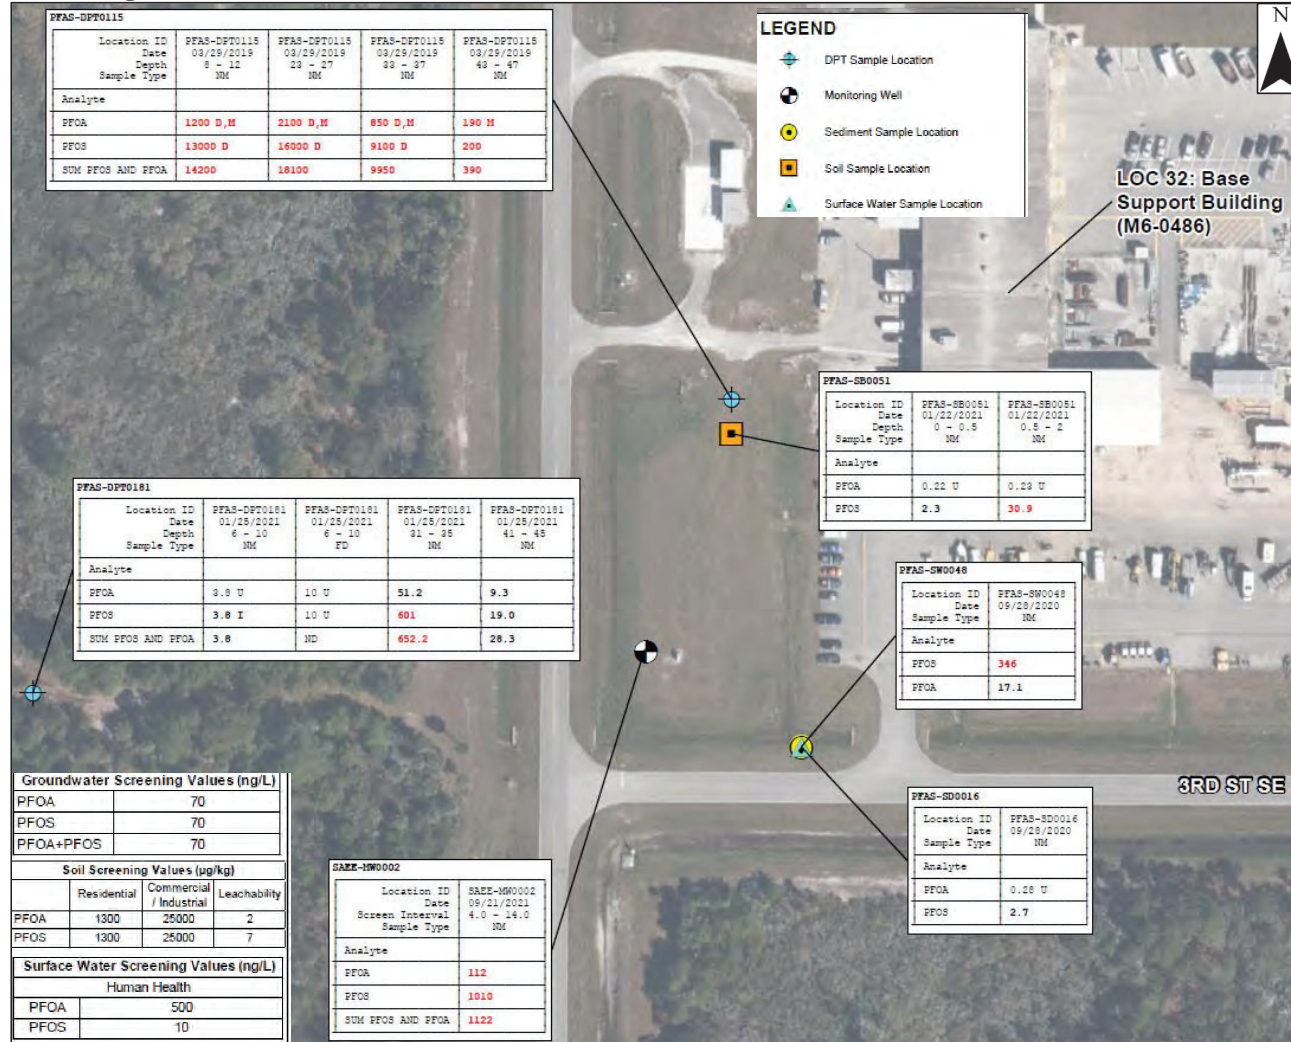 PFAS-DPT0115
Location ID PFAS-DPT0115 PFAS-DPT0115 PFAS-DPT0115 PFAS-DPT0115
Date 03/29/2019 03/29/2019 03/29/2019 03/29/2019
Depth 8 - 12 23 - 27 33 - 37 43 - 47
Sample Type NM NM NM NM
Analyte
PFOA 1200 D,M 2100 D,M 850 D,M 190 M
PFOS 13000 D 16000 D 9100 D 200
SUM PFOS AND PFOA 14200 18100 9950 390
LEGEND
DPT Sample Location
Monitoring Well
Sediment Sample Location
Soil Sample Location
Surface Water Sample Location
N
LOC 32: Base
Support Building
(M6-0486)
PFAS-SB0051
Location ID PFAS-SB0051 PFAS-SB0051
Date 01/22/2021 01/22/2021
Depth 0 - 0.5 0.5 - 2
Sample Type NM NM
Analyte
PFOA 0.22 U 0.23 U
PFOS 2.3 30.9
PFAS-DPT0181
Location ID PFAS-DPT0181 PFAS-DPT0181 PFAS-DPT0181 PFAS-DPT0181
Date 01/25/2021 01/25/2021 01/25/2021 01/25/2021
Depth 6 - 10 6 - 10 31 - 35 41 - 45
Sample Type NM FD NM NM
Analyte
PFOA 3.8 U 10 U 51.2 9.3
PFOS 3.8 I 10 U 601 19.0
SUM PFOS AND PFOA 3.8 ND 652.2 28.3
PFAS-SW0048
Location ID PFAS-SW0048
Date 09/28/2020
Sample Type NM
Analyte
PFOS 346
PFOA 17.1
3RD ST SE
PFAS-SD0016
Location ID PFAS-SD0016
Date 09/28/2020
Sample Type NM
Analyte
PFOA 0.28 U
PFOS 2.7
SAEE-MW0002
Location ID SAEE-MW0002
Date 09/21/2021
Screen Interval 4.0 - 14.0
Sample Type NM
Analyte
PFOA 112
PFOS 1010
SUM PFOS AND PFOA 1122
Groundwater Screening Values (ng/L)
PFOA 70
PFOS 70
PFOA+PFOS 70
Soil Screening Values (µg/kg)
Residential Commercial / Industrial Leachability
PFOA 1300 25000 2
PFOS 1300 25000 7
Surface Water Screening Values (ng/L)
Human Health
PFOA 500
PFOS 10